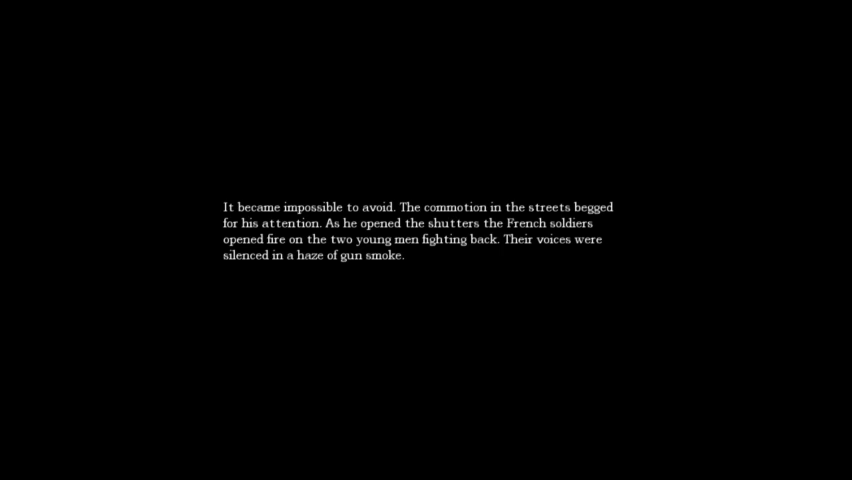 It became impossible to avoid. The commotion in the streets begged
for his attention. As he opened the shutters the French soldiers
opened fire on the two young men fighting back. Their voices were
silenced in a haze of gun smoke.